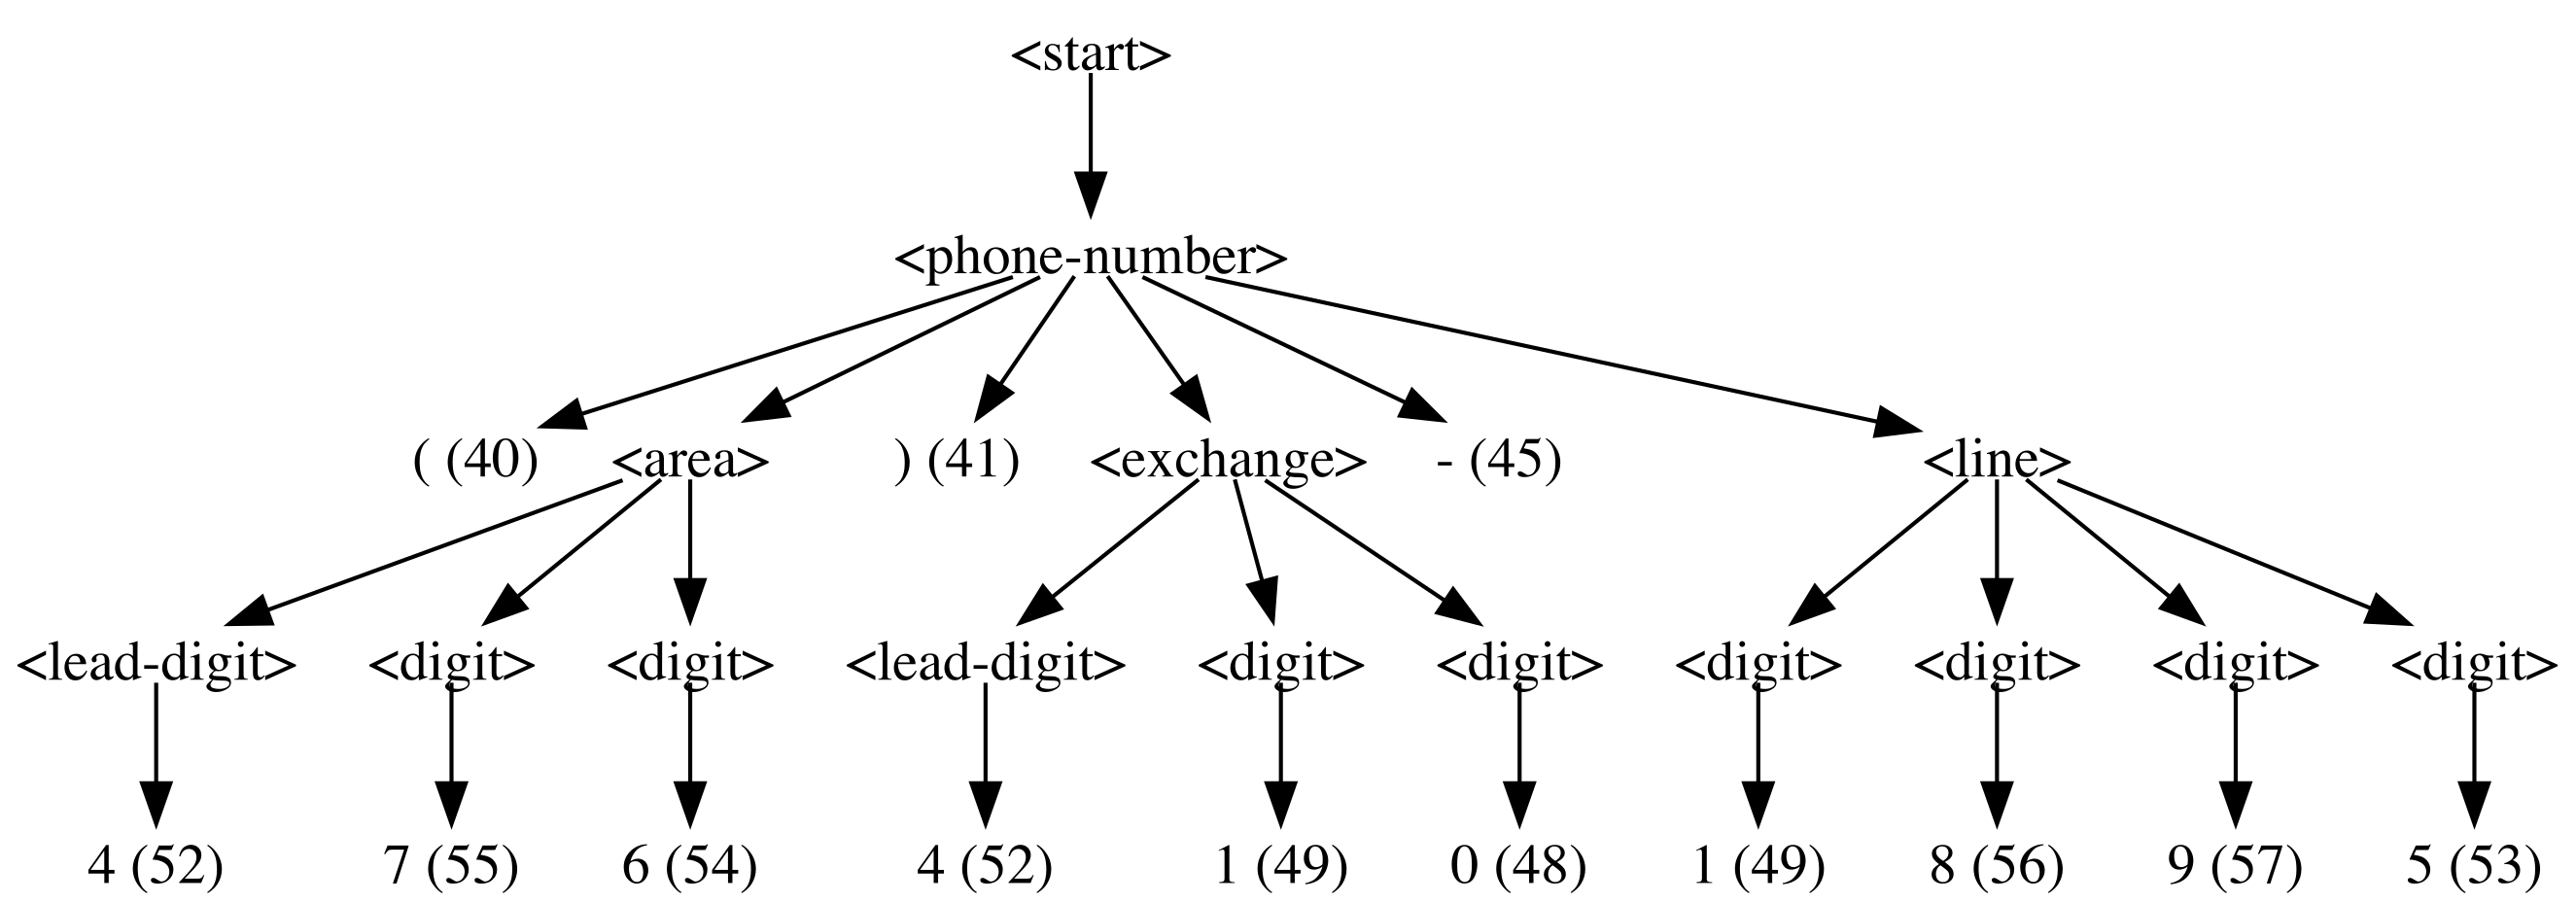 <start>
<phone-number>
( (40) <area> ) (41) <exchange> - (45) <line>
<lead-digit> <digit> <digit> <lead-digit> <digit> <digit> <digit> <digit> <digit> <digit>
4 (52) 7 (55) 6 (54) 4 (52) 1 (49) 0 (48) 1 (49) 8 (56) 9 (57) 5 (53)